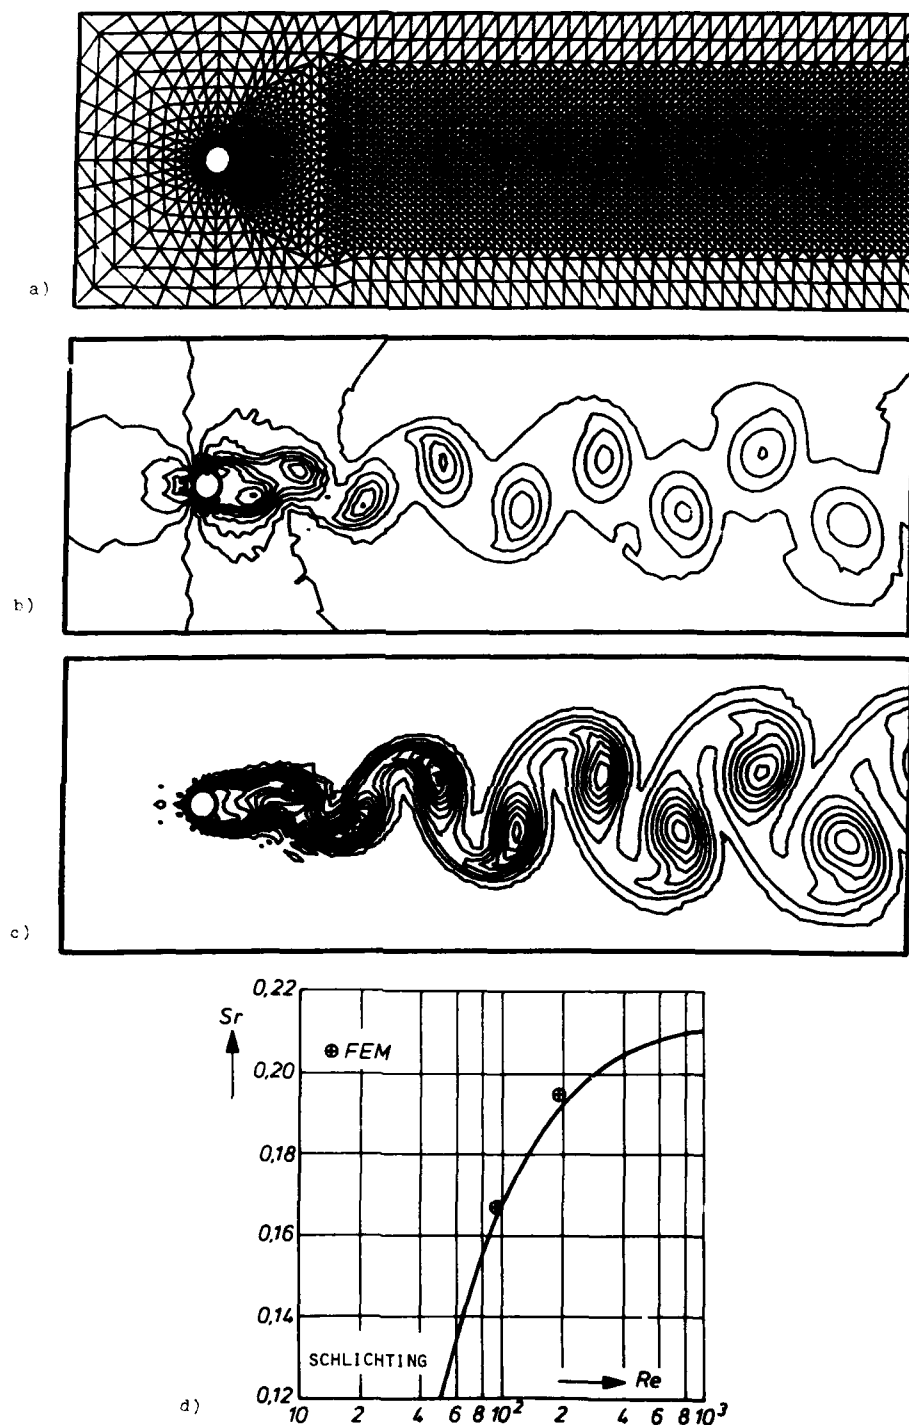 a)
b)
c)
0,22
Sr
⊕ FEM
0,20
0,18
0,16
0,14
SCHLICHTING
Re
0,12
d)
10 2 4 6 8 10² 2 4 6 8 10³